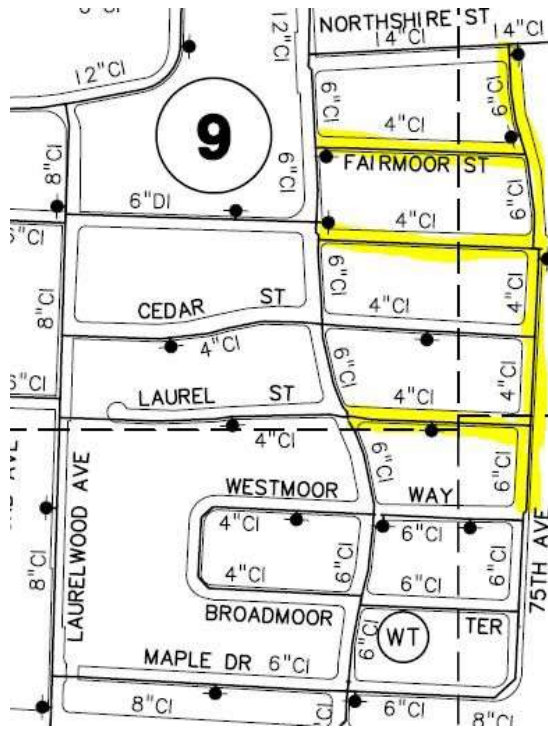 NORTHSHIRE ST
14"CI
14"CI
12"CI
12"CI
6"CI
6"CI
4"CI
9
8"CI
6"CI
FAIRMOOR ST
6"DI
4"CI
6"CI
6"CI
8"CI
CEDAR ST
4"CI
4"CI
4"CI
6"CI
6"CI
LAUREL ST
4"CI
4"CI
4"CI
6"CI
6"CI
WESTMOOR WAY
LAURELWOOD AVE
4"CI
6"CI
8"CI
4"CI
6"CI
6"CI
6"CI
75TH AVE
BROADMOOR TER
WT
6"CI
MAPLE DR
6"CI
8"CI
6"CI
8"CI